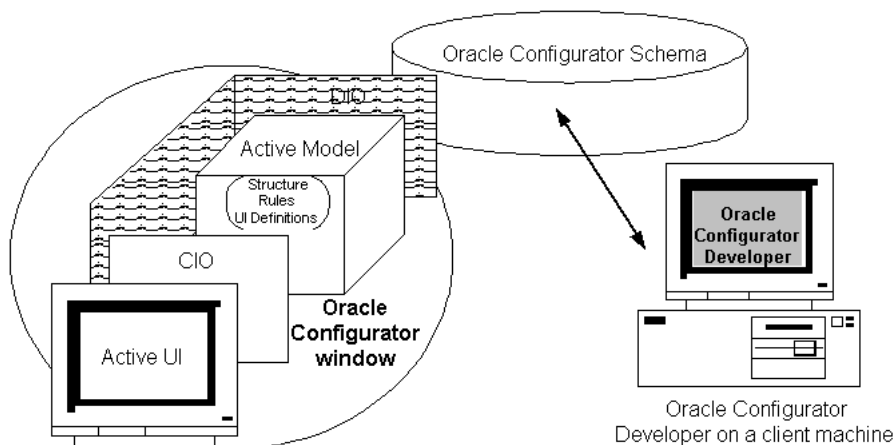 Oracle Configurator Schema
DIO
Active Model
Structure
Rules
UI Definitions
CIO
Oracle
Configurator
window
Active UI
Oracle
Configurator
Developer
Oracle Configurator
Developer on a client machine